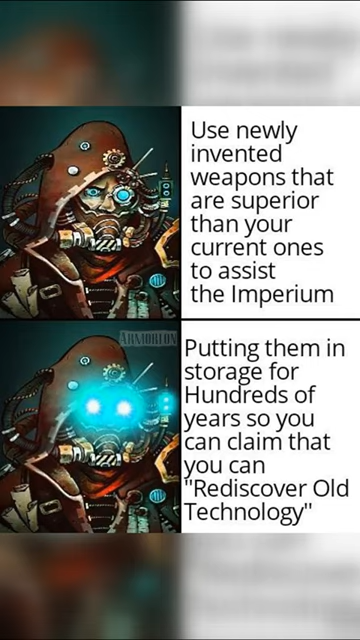 Use newly
invented
weapons that
are superior
than your
current ones
to assist
the Imperium
ARMORLON
Putting them in
storage for
Hundreds of
years so you
can claim that
you can
"Rediscover Old
Technology"